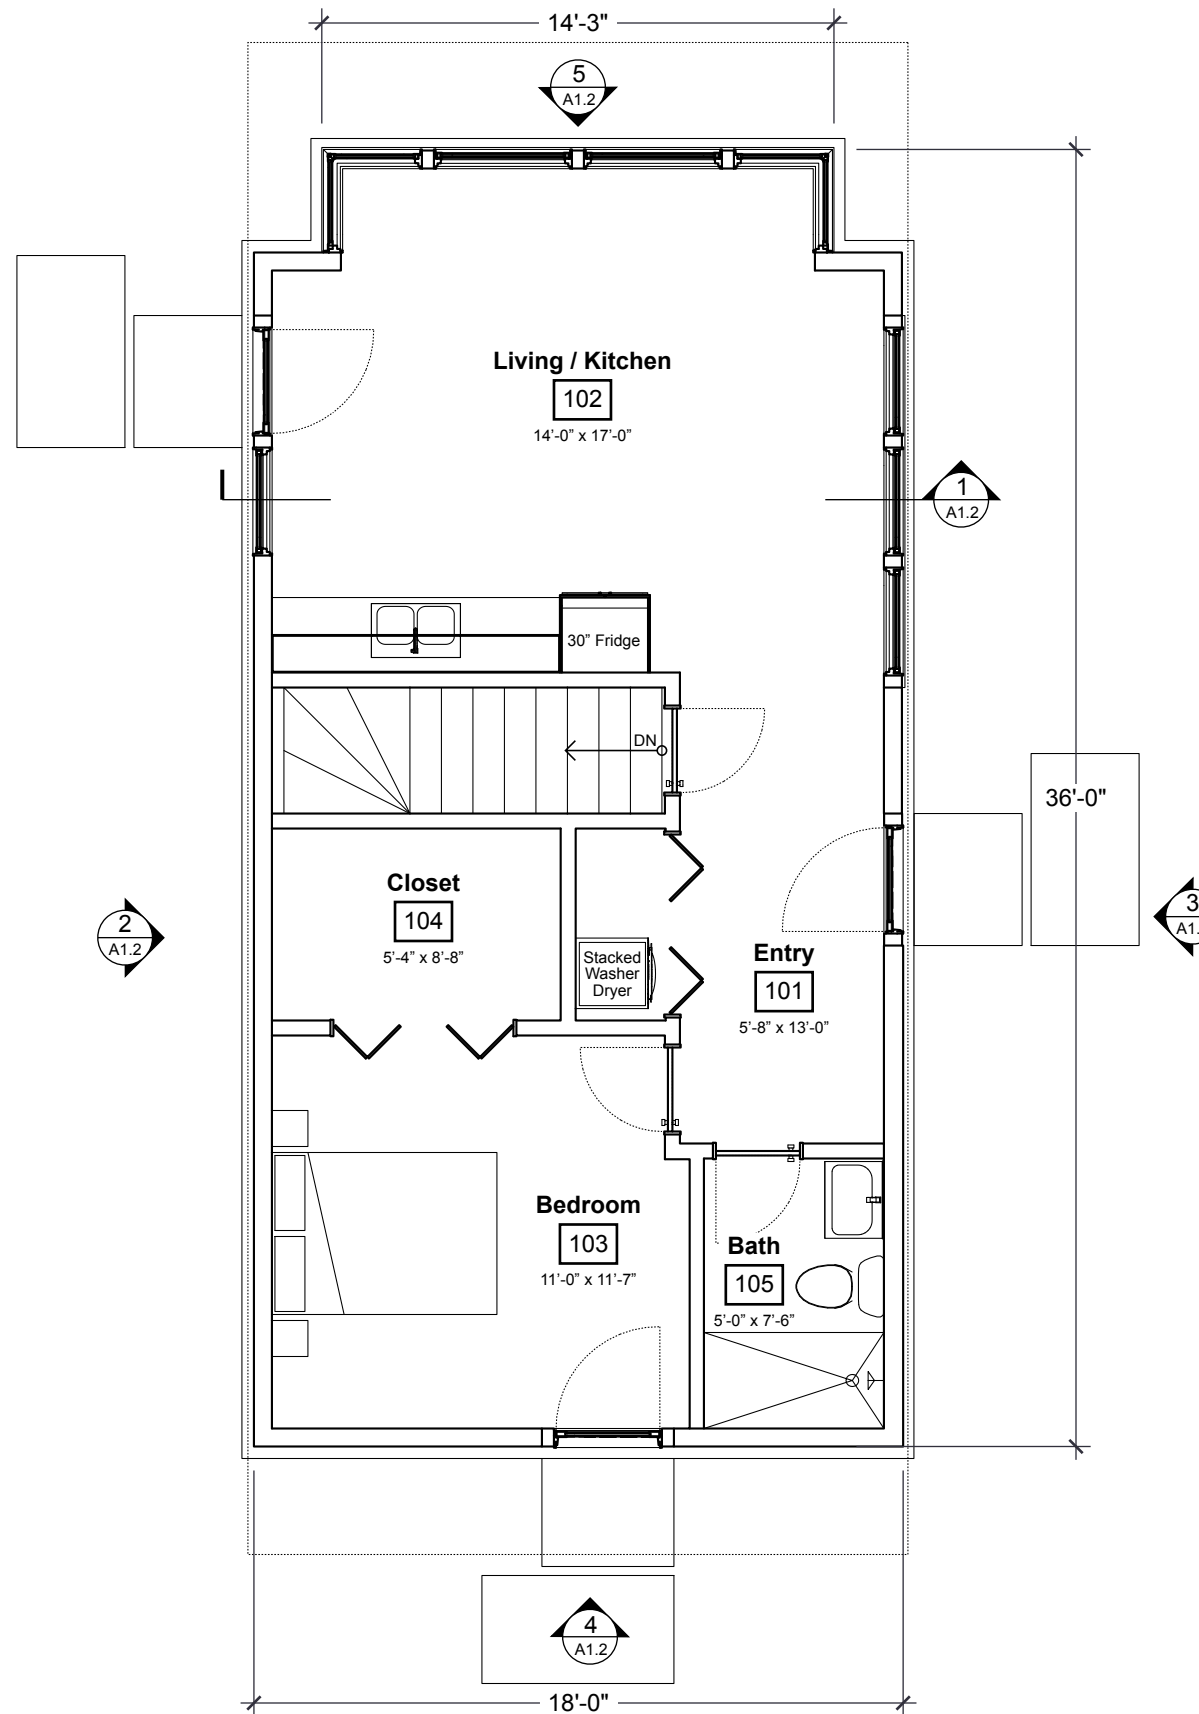 14'-3"
5
A1.2
Living / Kitchen
102
14'-0" x 17'-0"
1
A1.2
30” Fridge
DN
36'-0"
Closet
104
5'-4” x 8'-8”
2
A1.2
3
A1.
Stacked
Washer
Dryer
Entry
101
5'-8” x 13'-0”
Bedroom
103
11'-0” x 11'-7”
Bath
105
5'-0” x 7'-6”
4
A1.2
18'-0"